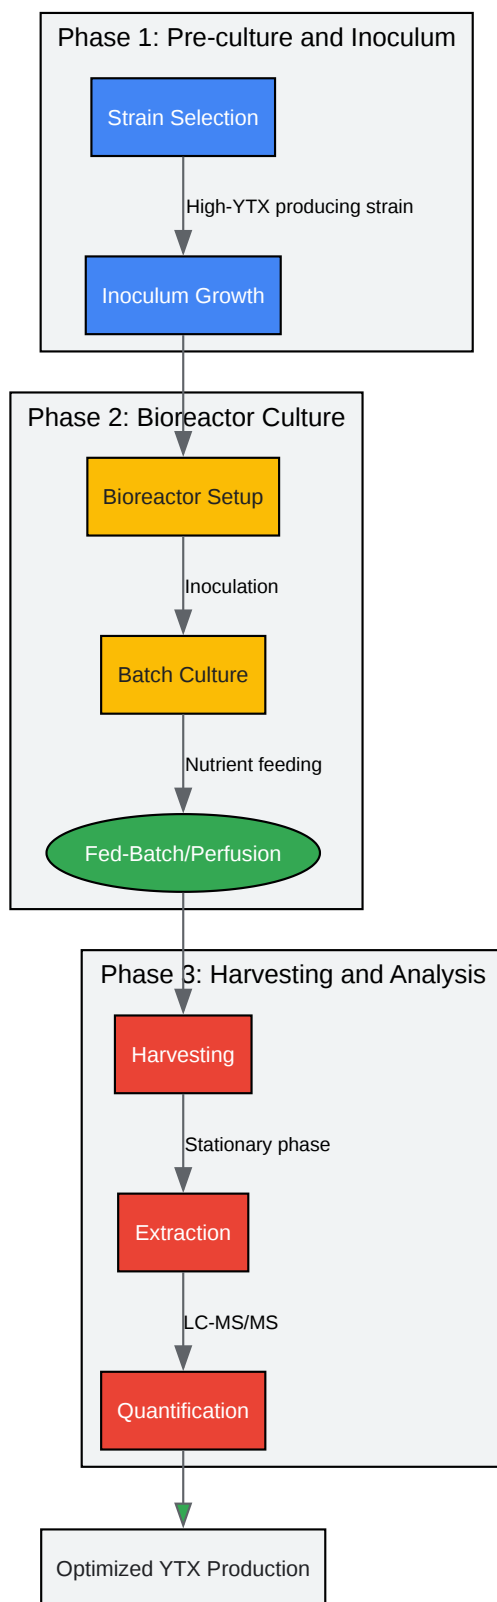 Phase 1: Pre-culture and Inoculum
Strain Selection
High-YTX producing strain
Inoculum Growth
Phase 2: Bioreactor Culture
Bioreactor Setup
Inoculation
Batch Culture
Nutrient feeding
Fed-Batch/Perfusion
Phase 3: Harvesting and Analysis
Harvesting
Stationary phase
Extraction
LC-MS/MS
Quantification
Optimized YTX Production